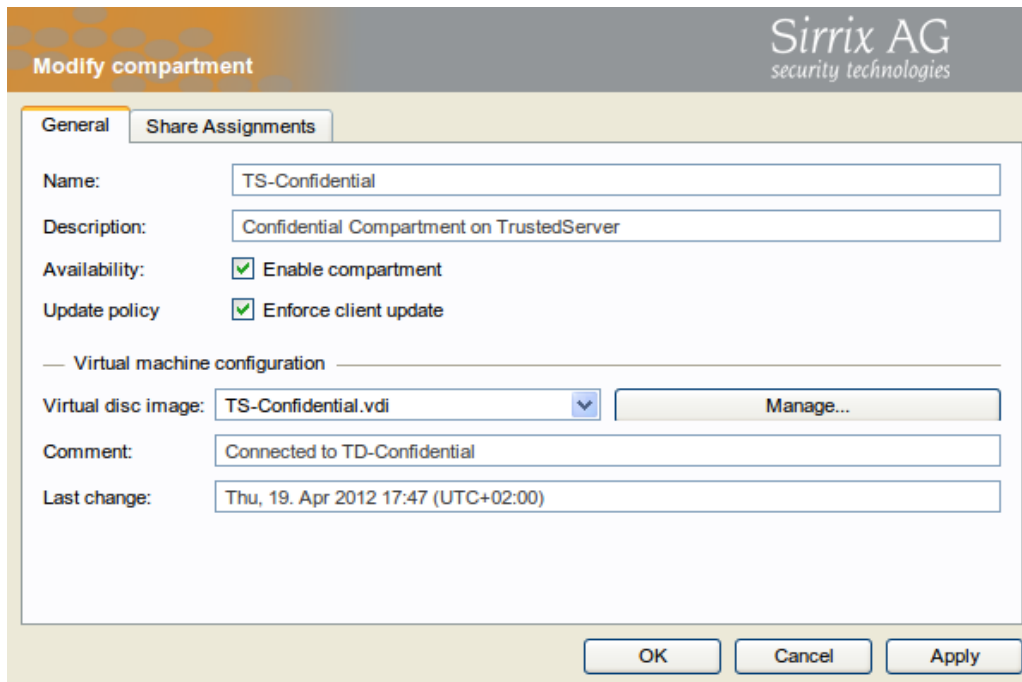 Sirrix AG
security technologies
Modify compartment
General
Share Assignments
Name:
TS-Confidential
Description:
Confidential Compartment on TrustedServer
Availability:
Enable compartment
Update policy
Enforce client update
Virtual machine configuration
Virtual disc image:
TS-Confidential.vdi
Manage...
Comment:
Connected to TD-Confidential
Last change:
Thu, 19. Apr 2012 17:47 (UTC+02:00)
OK
Cancel
Apply